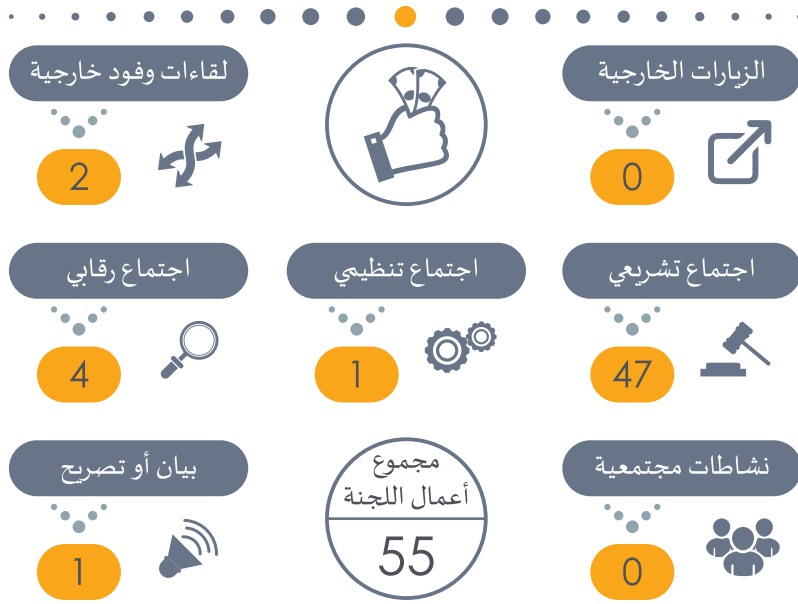 الزيارات الخارجية
0
لقاءات وفود خارجية
2
اجتماع تشريعي
47
اجتماع تنظيمي
1
اجتماع رقابي
4
نشاطات مجتمعية
0
مجموع
أعمال اللجنة
55
بيان أو تصريح
1